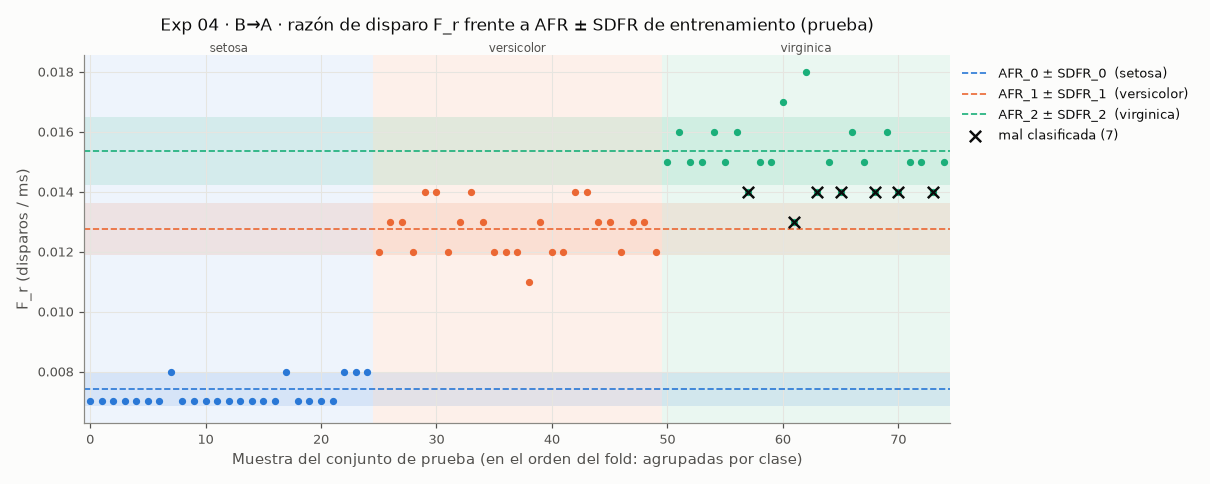 Exp 04 · B→A · razón de disparo F_r frente a AFR ± SDFR de entrenamiento (prueba)
setosa
versicolor
virginica
AFR_0 ± SDFR_0 (setosa)
AFR_1 ± SDFR_1 (versicolor)
AFR_2 ± SDFR_2 (virginica)
mal clasificada (7)
F_r (disparos / ms)
0.018
0.016
0.014
0.012
0.010
0.008
0
10
20
30
40
50
60
70
Muestra del conjunto de prueba (en el orden del fold: agrupadas por clase)